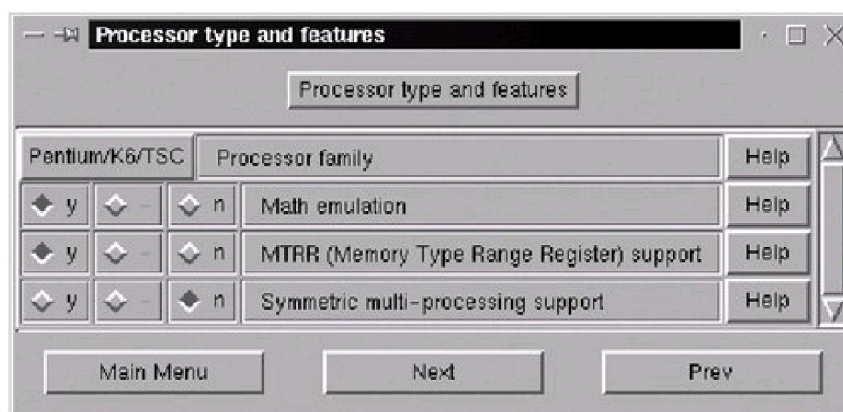 Processor type and features
Processor type and features
Pentium/K6/TSC Processor family Help
y - n Math emulation Help
y - n MTRR (Memory Type Range Register) support Help
y - n Symmetric multi-processing support Help
Main Menu Next Prev